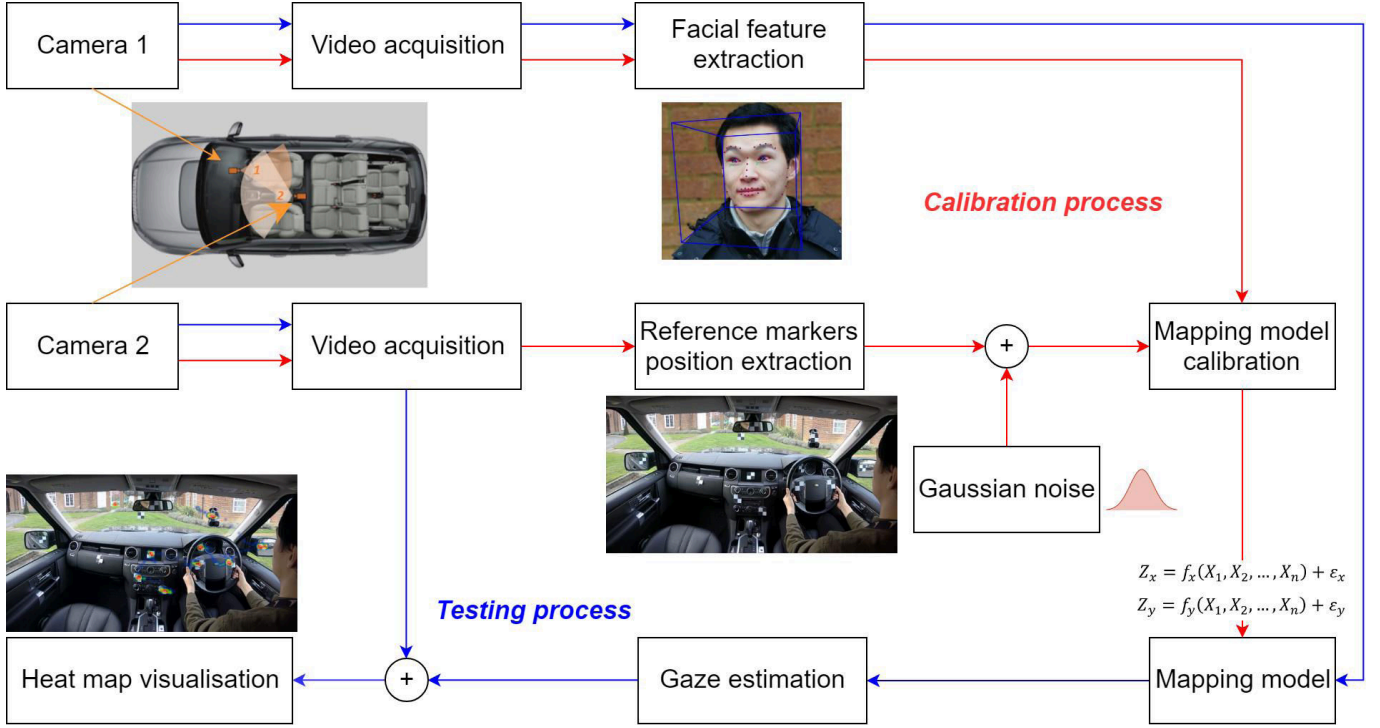 Camera 1
Video acquisition
Facial feature
extraction
1
2
Calibration process
Camera 2
Video acquisition
Reference markers
position extraction
+
Mapping model
calibration
Gaussian noise
Z_x = f_x(X_1, X_2, …, X_n) + ε_x
Z_y = f_y(X_1, X_2, …, X_n) + ε_y
Testing process
Heat map visualisation
+
Gaze estimation
Mapping model